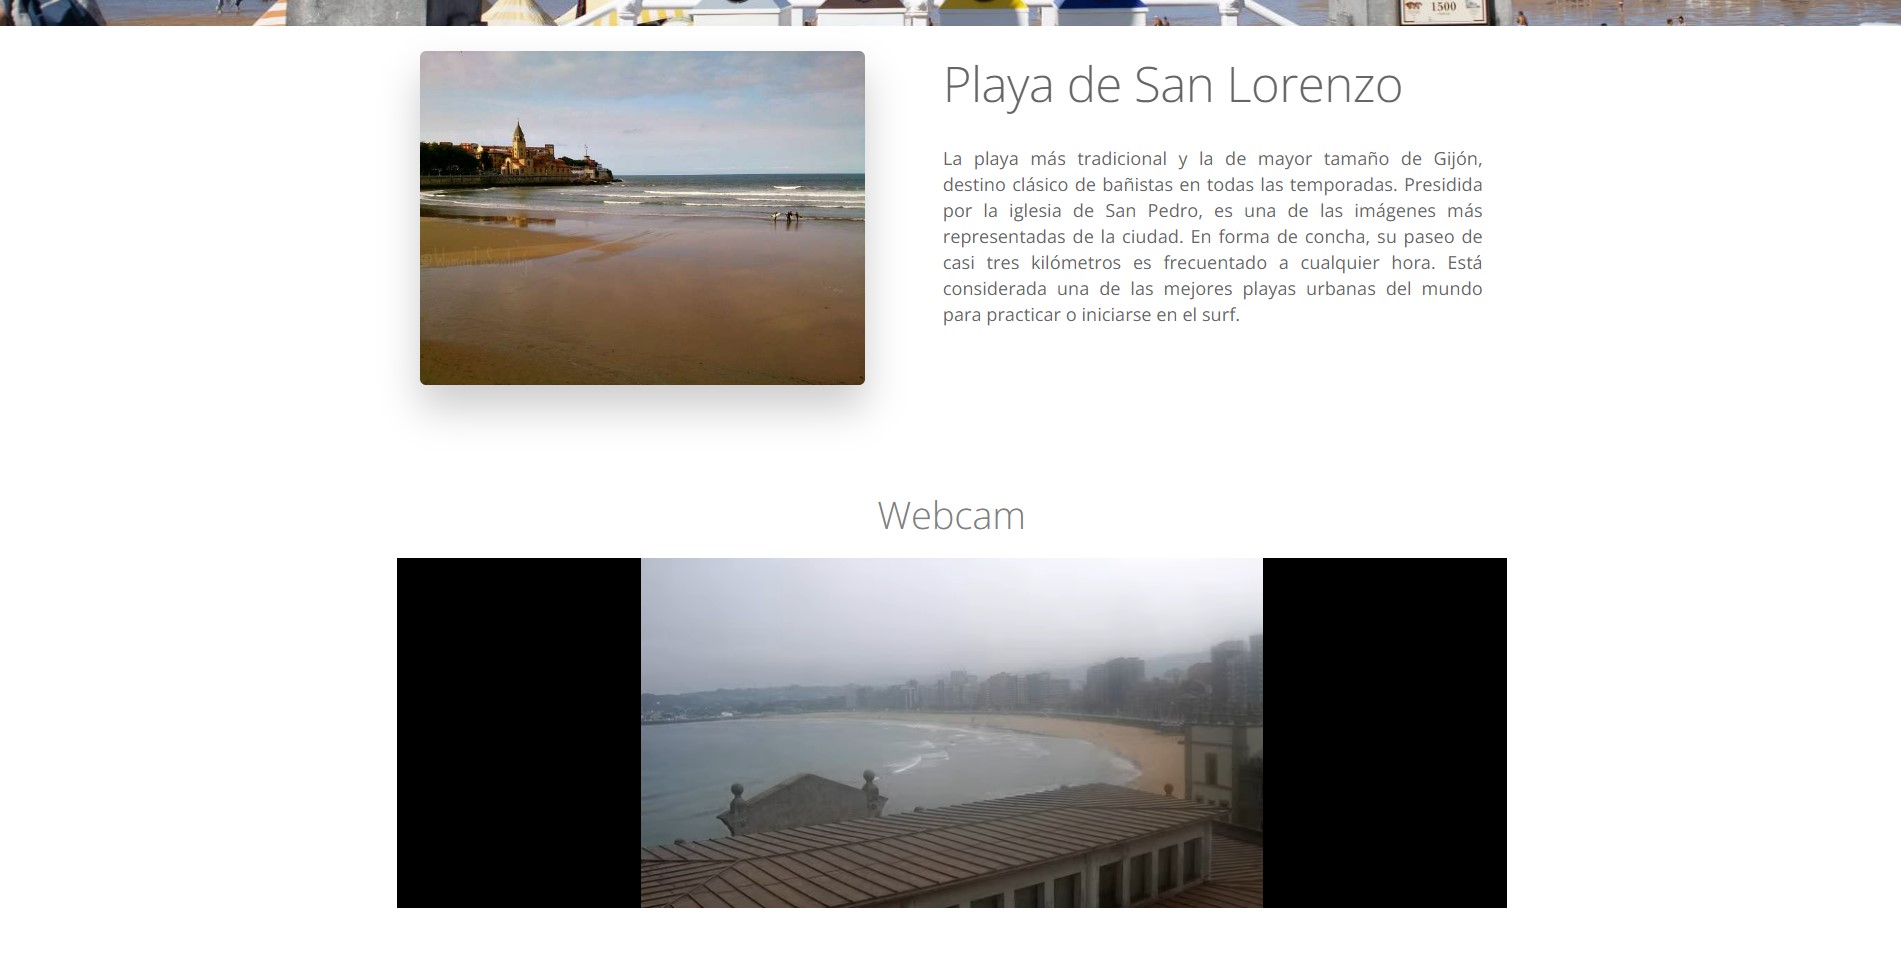 1500
Playa de San Lorenzo
La playa más tradicional y la de mayor tamaño de Gijón,
destino clásico de bañistas en todas las temporadas. Presidida
por la iglesia de San Pedro, es una de las imágenes más
representadas de la ciudad. En forma de concha, su paseo de
casi tres kilómetros es frecuentado a cualquier hora. Está
considerada una de las mejores playas urbanas del mundo
para practicar o iniciarse en el surf.
Webcam